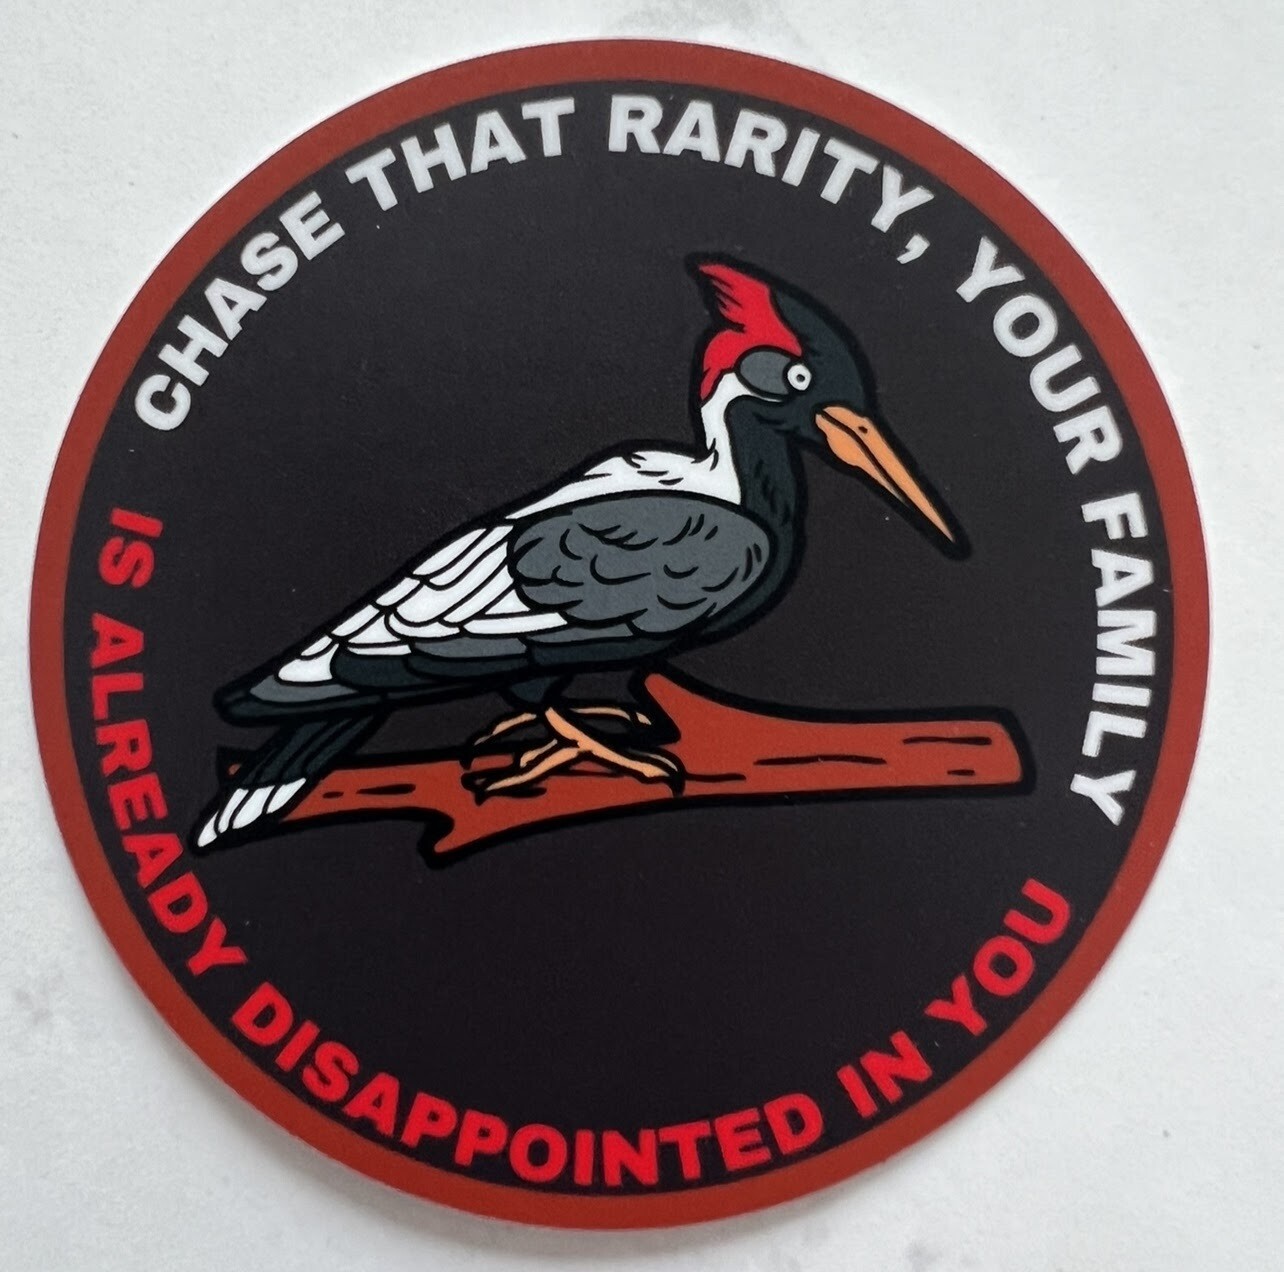 CHASE THAT RARITY, YOUR FAMILY
IS ALREADY DISAPPOINTED IN YOU